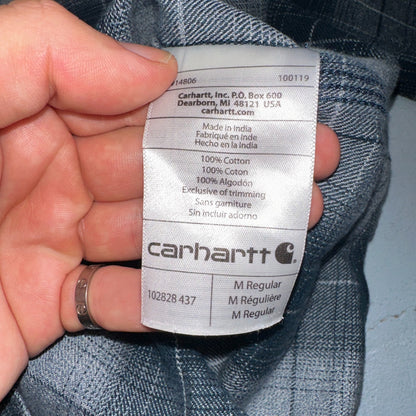 14806 100119
Carhartt, Inc. P.O. Box 600
Dearborn, MI 48121 USA
carhartt.com
Made in India
Fabriqué en Inde
Hecho en la India
100% Cotton
100% Coton
100% Algodón
Exclusive of trimming
Sans garniture
Sin incluir adorno
carhartt
102828 437
M Regular
M Régulière
M Regular